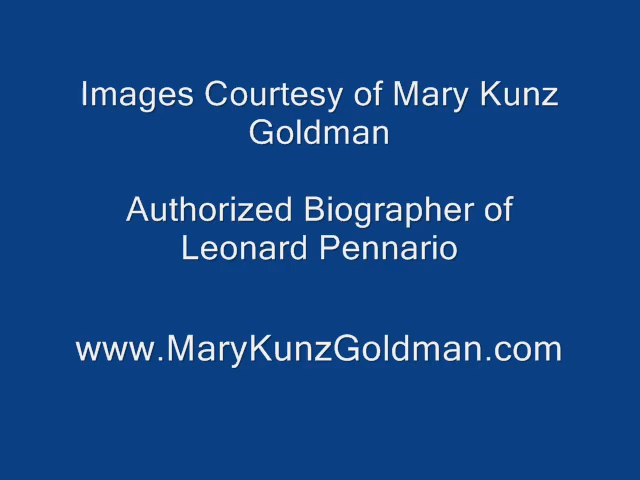 Images Courtesy of Mary Kunz
Goldman
Authorized Biographer of
Leonard Pennario
www.MaryKunzGoldman.com